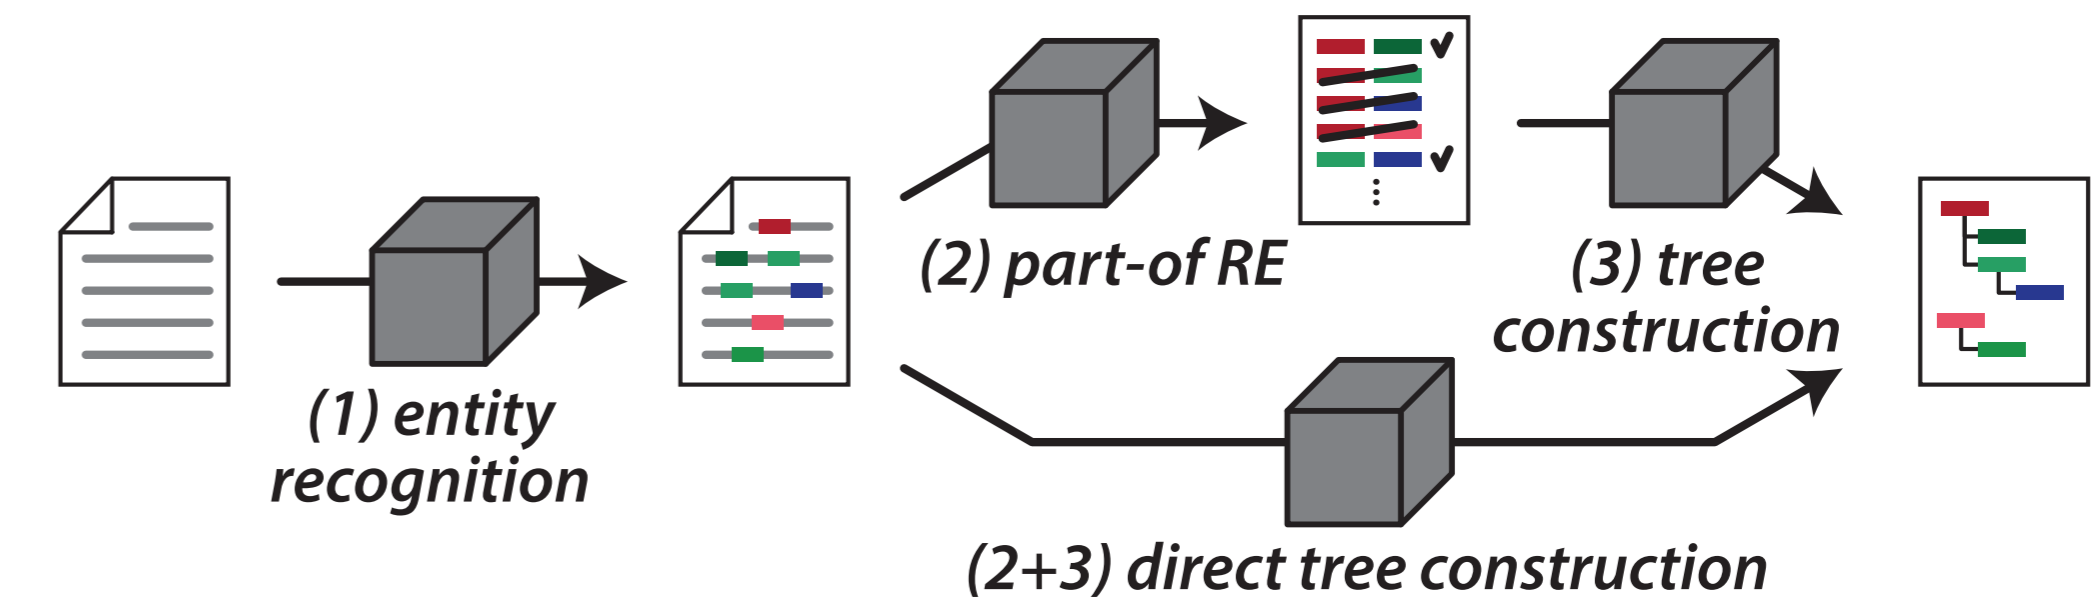 (1) entity
recognition
(2) part-of RE
(3) tree
construction
(2+3) direct tree construction